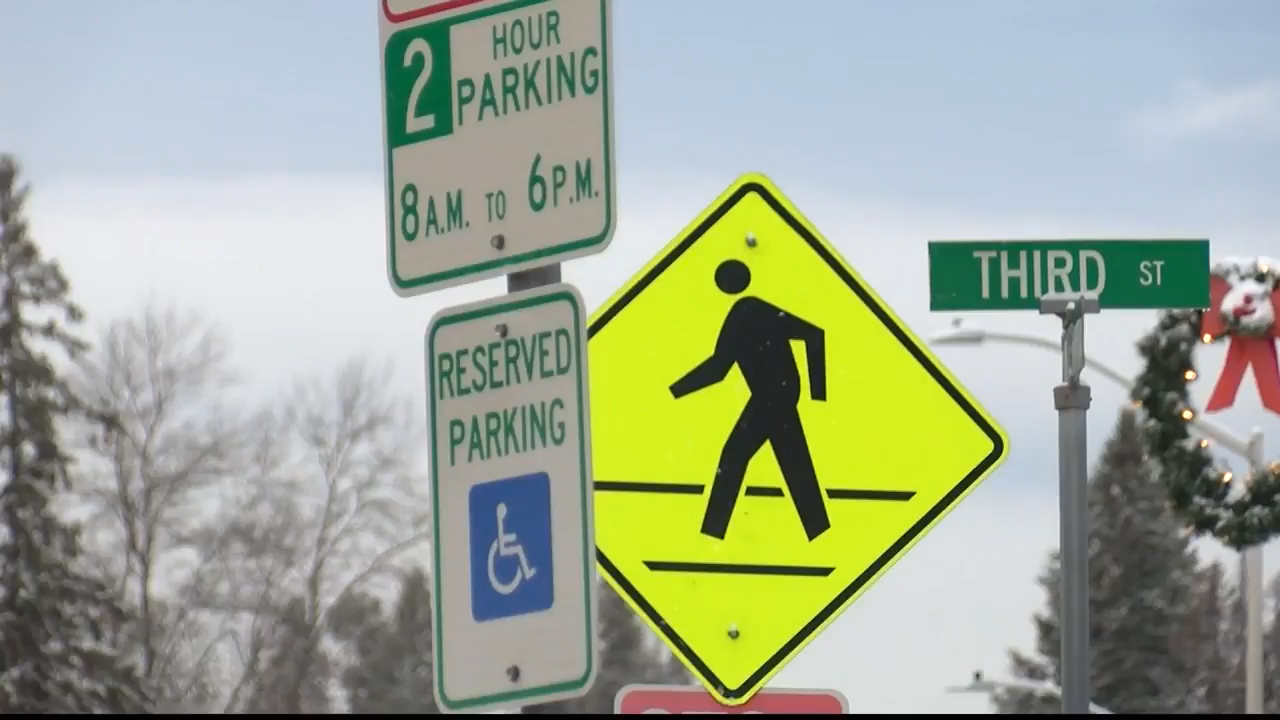 2 HOUR
PARKING
8 A.M. TO 6 P.M.
RESERVED
PARKING
THIRD ST